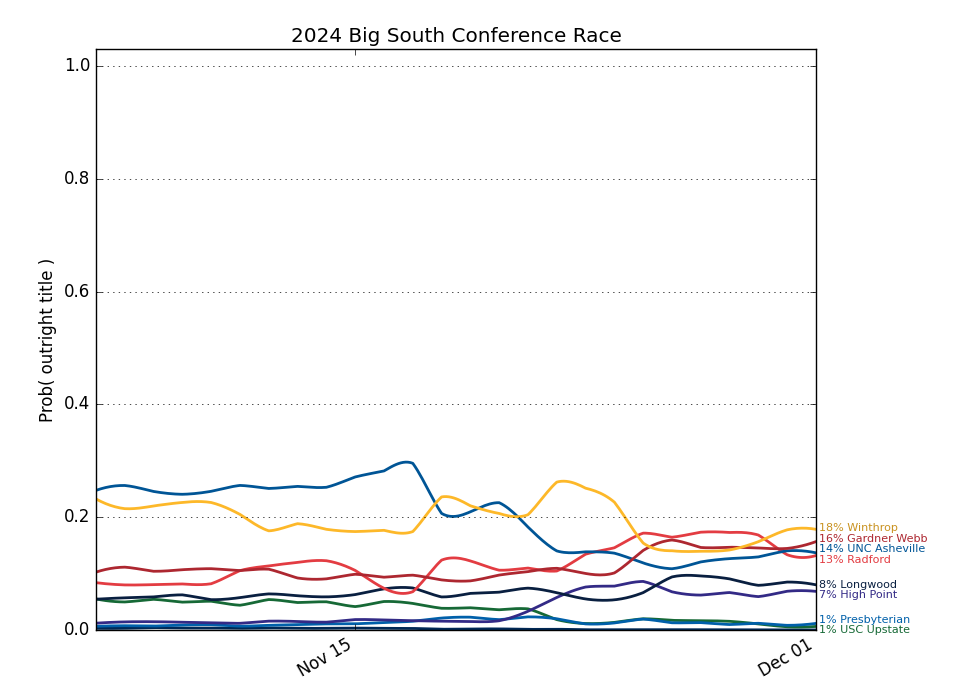 2024 Big South Conference Race
1.0
0.8
0.6
0.4
0.2
0.0
Prob( outright title )
18% Winthrop
16% Gardner Webb
14% UNC Asheville
13% Radford
8% Longwood
7% High Point
1% Presbyterian
1% USC Upstate
Nov 15
Dec 01